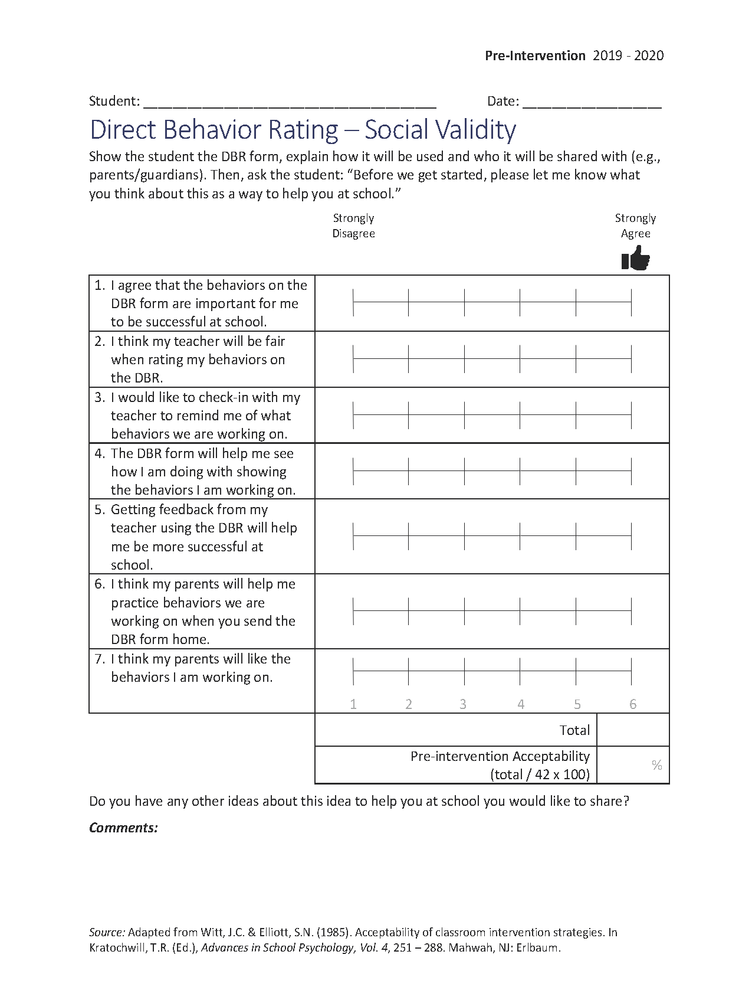 Pre-Intervention 2019 - 2020
Student: ________________________________________ Date: ___________________
Direct Behavior Rating – Social Validity
Show the student the DBR form, explain how it will be used and who it will be shared with (e.g.,
parents/guardians). Then, ask the student: “Before we get started, please let me know what
you think about this as a way to help you at school.”
Strongly Strongly
Disagree Agree
1. I agree that the behaviors on the
DBR form are important for me
to be successful at school.
2. I think my teacher will be fair
when rating my behaviors on
the DBR.
3. I would like to check-in with my
teacher to remind me of what
behaviors we are working on.
4. The DBR form will help me see
how I am doing with showing
the behaviors I am working on.
5. Getting feedback from my
teacher using the DBR will help
me be more successful at
school.
6. I think my parents will help me
practice behaviors we are
working on when you send the
DBR form home.
7. I think my parents will like the
behaviors I am working on.
1 2 3 4 5 6
Total
Pre-intervention Acceptability
(total / 42 x 100)
%
Do you have any other ideas about this idea to help you at school you would like to share?
Comments:
Source: Adapted from Witt, J.C. & Elliott, S.N. (1985). Acceptability of classroom intervention strategies. In
Kratochwill, T.R. (Ed.), Advances in School Psychology, Vol. 4, 251 – 288. Mahwah, NJ: Erlbaum.